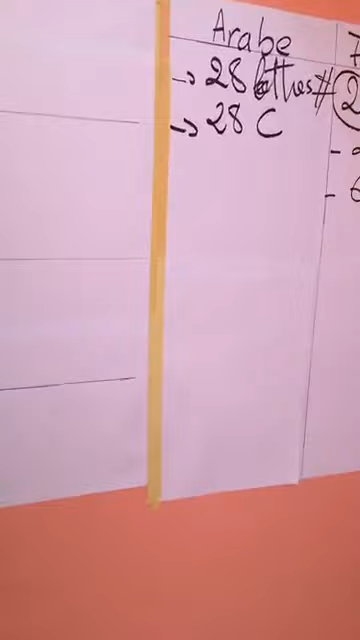 Arabe
→ 28 lettres #
→ 28 C